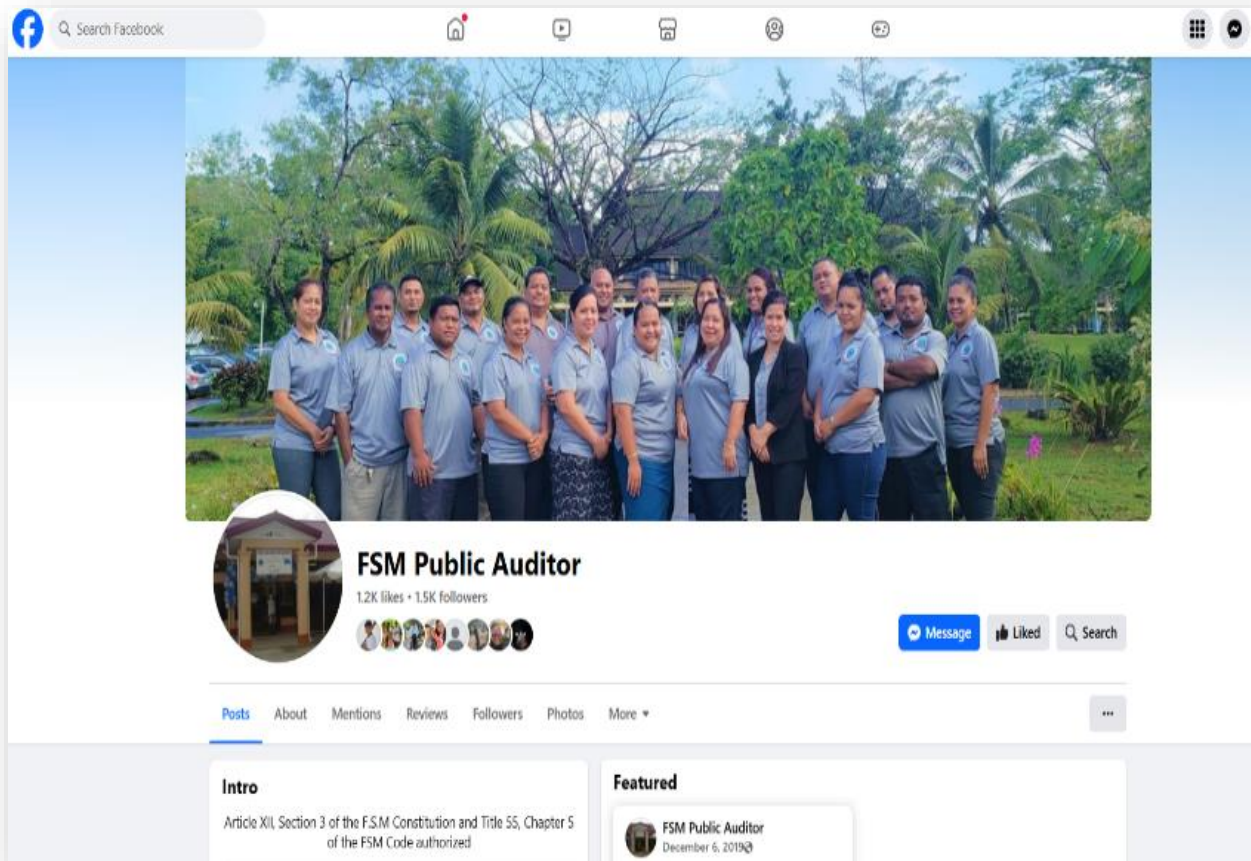 Search Facebook
FSM Public Auditor
1.2K likes • 1.5K followers
Message
Liked
Search
Posts
About
Mentions
Reviews
Followers
Photos
More
Intro
Article XII, Section 3 of the F.S.M Constitution and Title 55, Chapter 5
of the FSM Code authorized
Featured
FSM Public Auditor
December 6, 2019